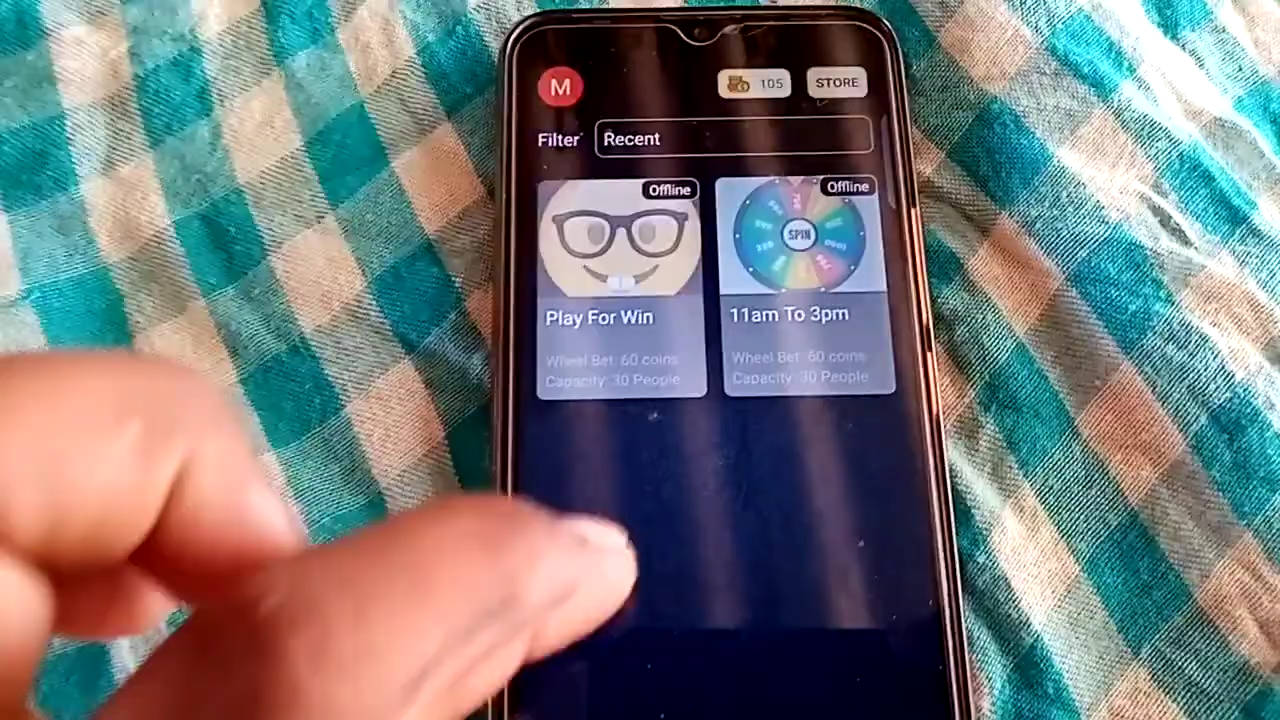 M
105
STORE
Filter
Recent
Offline
Offline
SPIN
Play For Win
11am To 3pm
Wheel Bet: 60 coins
Capacity: 30 People
Wheel Bet: 60 coins
Capacity: 30 People